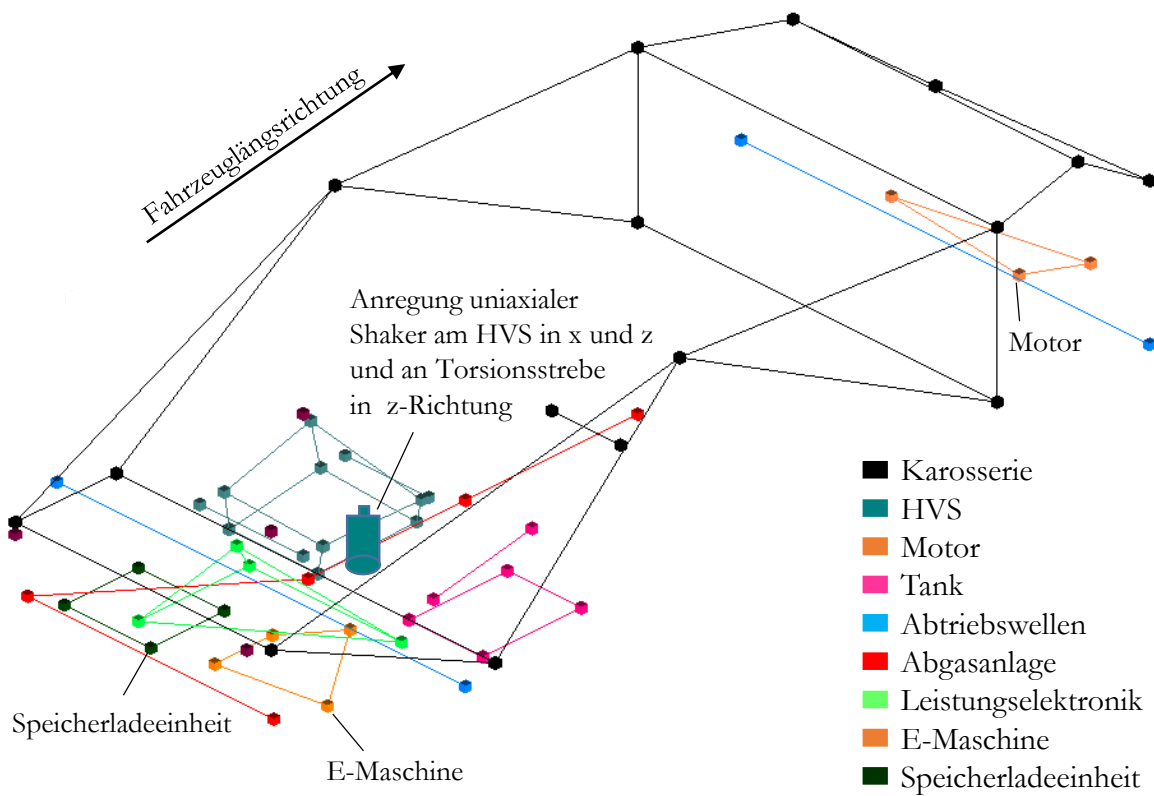 Fahrzeuglängsrichtung
Anregung uniaxialer
Shaker am HVS in x und z
und an Torsionsstrebe
in z-Richtung
Motor
Karosserie
HVS
Motor
Tank
Abtriebswellen
Abgasanlage
Leistungselektronik
E-Maschine
Speicherladeeinheit
Speicherladeeinheit
E-Maschine